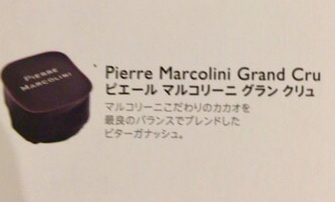 PIERRE
MARCOLINI
Pierre Marcolini Grand Cru
ピエール マルコリーニ グラン クリュ
マルコリーニこだわりのカカオを
最良のバランスでブレンドした
ビターガナッシュ。